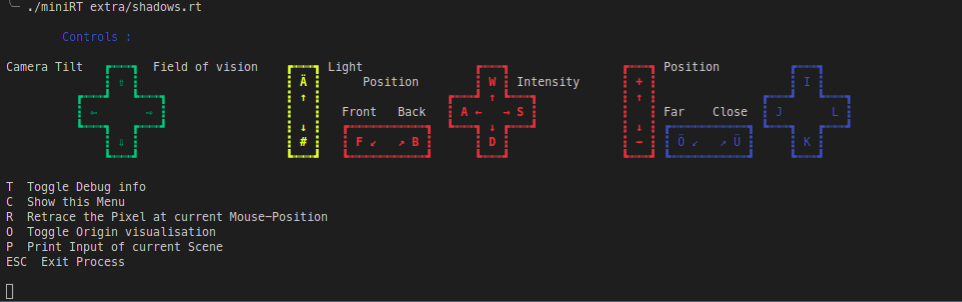 ./miniRT extra/shadows.rt
Controls :
Camera Tilt Field of vision Light Position
⇧ Ä Position W Intensity + I
↑ ↑ ↑
⇦ ⇨ Front Back A ← → S Far Close J L
↓ ↓ ↓
⇩ # F ↙ ↗ B D − Ö ↙ ↗ Ü K
T Toggle Debug info
C Show this Menu
R Retrace the Pixel at current Mouse-Position
O Toggle Origin visualisation
P Print Input of current Scene
ESC Exit Process